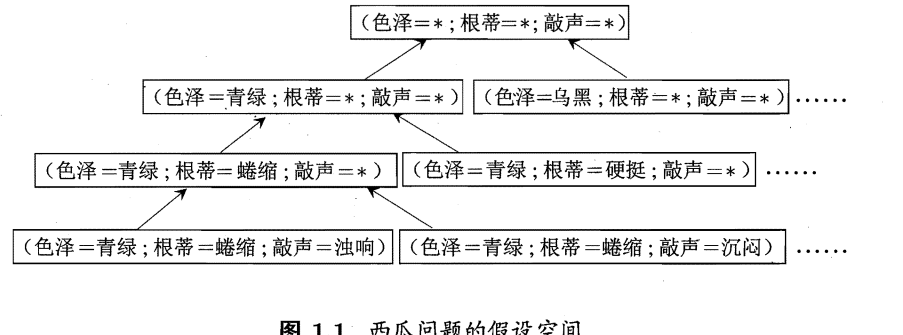 (色泽=*;根蒂=*;敲声=*)
(色泽=青绿;根蒂=*;敲声=*) (色泽=乌黑;根蒂=*;敲声=*) ……
(色泽=青绿;根蒂=蜷缩;敲声=*) (色泽=青绿;根蒂=硬挺;敲声=*) ……
(色泽=青绿;根蒂=蜷缩;敲声=浊响) (色泽=青绿;根蒂=蜷缩;敲声=沉闷) ……
图 1.1 西瓜问题的假设空间